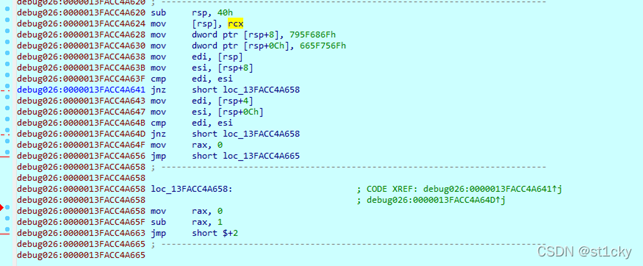 debug026:0000013FACC4A620 ; ---------------------------------------------------------------------------
debug026:0000013FACC4A620 sub rsp, 40h
debug026:0000013FACC4A624 mov [rsp], rcx
debug026:0000013FACC4A628 mov dword ptr [rsp+8], 795F686Fh
debug026:0000013FACC4A630 mov dword ptr [rsp+0Ch], 665F756Fh
debug026:0000013FACC4A638 mov edi, [rsp]
debug026:0000013FACC4A63B mov esi, [rsp+8]
debug026:0000013FACC4A63F cmp edi, esi
debug026:0000013FACC4A641 jnz short loc_13FACC4A658
debug026:0000013FACC4A643 mov edi, [rsp+4]
debug026:0000013FACC4A647 mov esi, [rsp+0Ch]
debug026:0000013FACC4A64B cmp edi, esi
debug026:0000013FACC4A64D jnz short loc_13FACC4A658
debug026:0000013FACC4A64F mov rax, 0
debug026:0000013FACC4A656 jmp short loc_13FACC4A665
debug026:0000013FACC4A658 ; ---------------------------------------------------------------------------
debug026:0000013FACC4A658
debug026:0000013FACC4A658 loc_13FACC4A658: ; CODE XREF: debug026:0000013FACC4A641↑j
debug026:0000013FACC4A658 ; debug026:0000013FACC4A64D↑j
debug026:0000013FACC4A658 mov rax, 0
debug026:0000013FACC4A65F sub rax, 1
debug026:0000013FACC4A663 jmp short $+2
debug026:0000013FACC4A665 ; ---------------------------------------------------------------------------
debug026:0000013FACC4A665
CSDN @st1cky